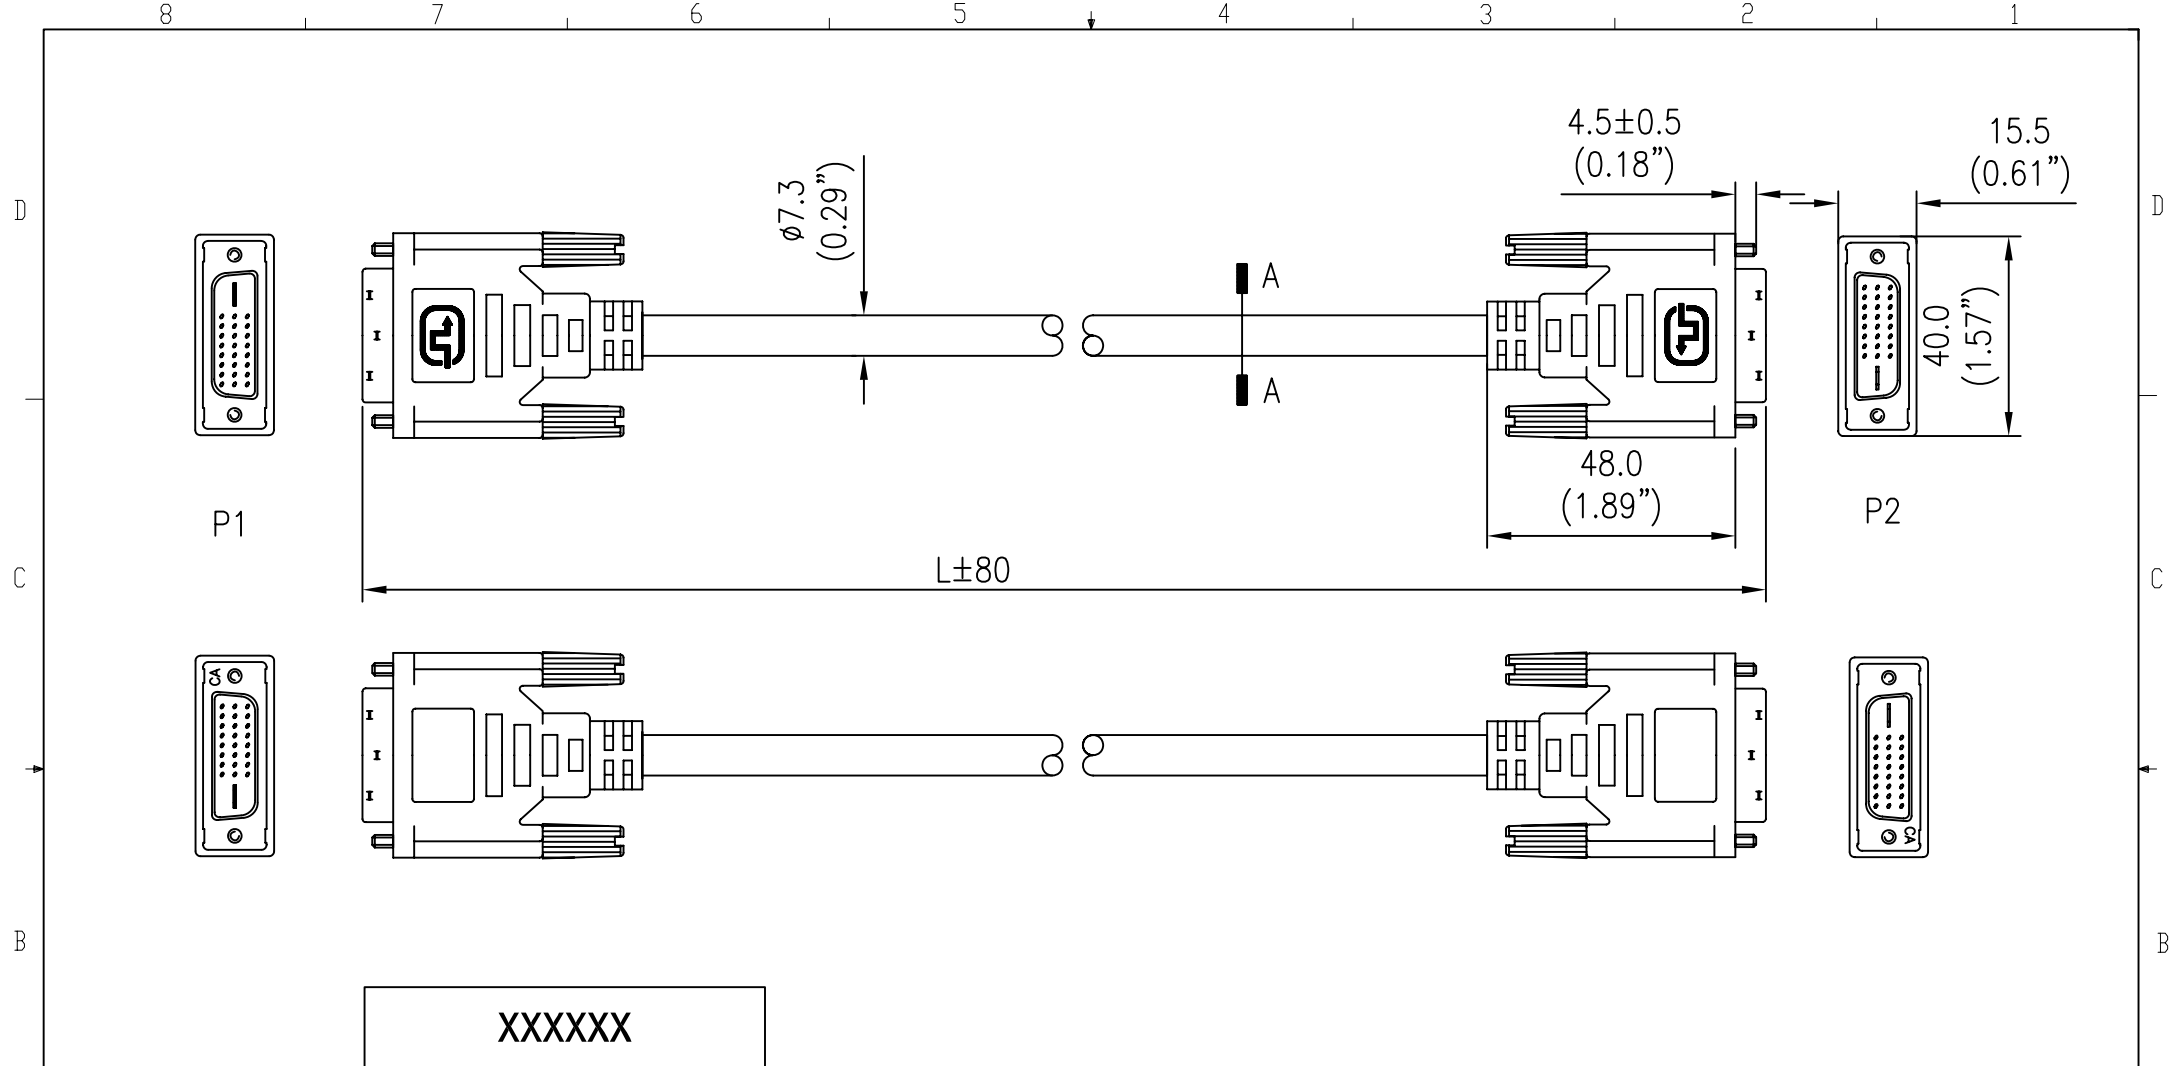 8 7 6 5 4 3 2 1
4.5±0.5
(0.18”)
15.5
(0.61”)
ø7.3
(0.29”)
D
D
A
A
40.0
(1.57”)
48.0
(1.89”)
P1
P2
L±80
C
C
CA
CA
B
B
XXXXXX